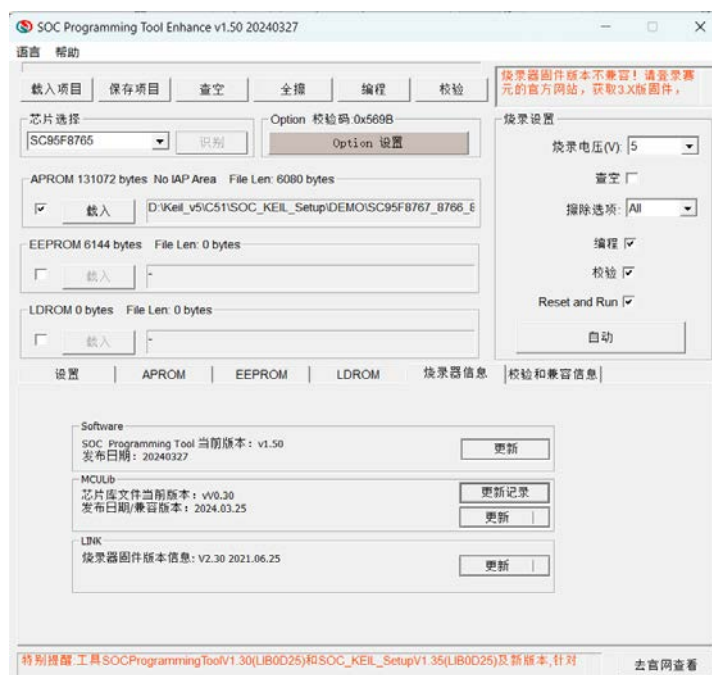 SOC Programming Tool Enhance v1.50 20240327
语言 帮助
载入项目 保存项目 查空 全擦 编程 校验
烧录器固件版本不兼容！请登录赛
元的官方网站，获取3.X版固件，
芯片选择
SC95F8765
识别
Option 校验码:0x569B
Option 设置
烧录设置
烧录电压(V): 5
查空
擦除选项: All
编程
校验
Reset and Run
自动
APROM 131072 bytes No IAP Area File Len: 6080 bytes
载入 D:\Keil_v5\C51\SOC_KEIL_Setup\DEMO\SC95F8767_8766_8
EEPROM 6144 bytes File Len: 0 bytes
载入 -
LDROM 0 bytes File Len: 0 bytes
载入 -
设置 APROM EEPROM LDROM 烧录器信息 校验和兼容信息
Software
SOC Programming Tool 当前版本：v1.50
发布日期：20240327
更新
MCULib
芯片库文件当前版本：vV0.30
发布日期/兼容版本：2024.03.25
更新记录
更新
LINK
烧录器固件版本信息: V2.30 2021.06.25
更新
特别提醒:工具SOCProgrammingToolV1.30(LIB0D25)和SOC_KEIL_SetupV1.35(LIB0D25)及新版本,针对
去官网查看